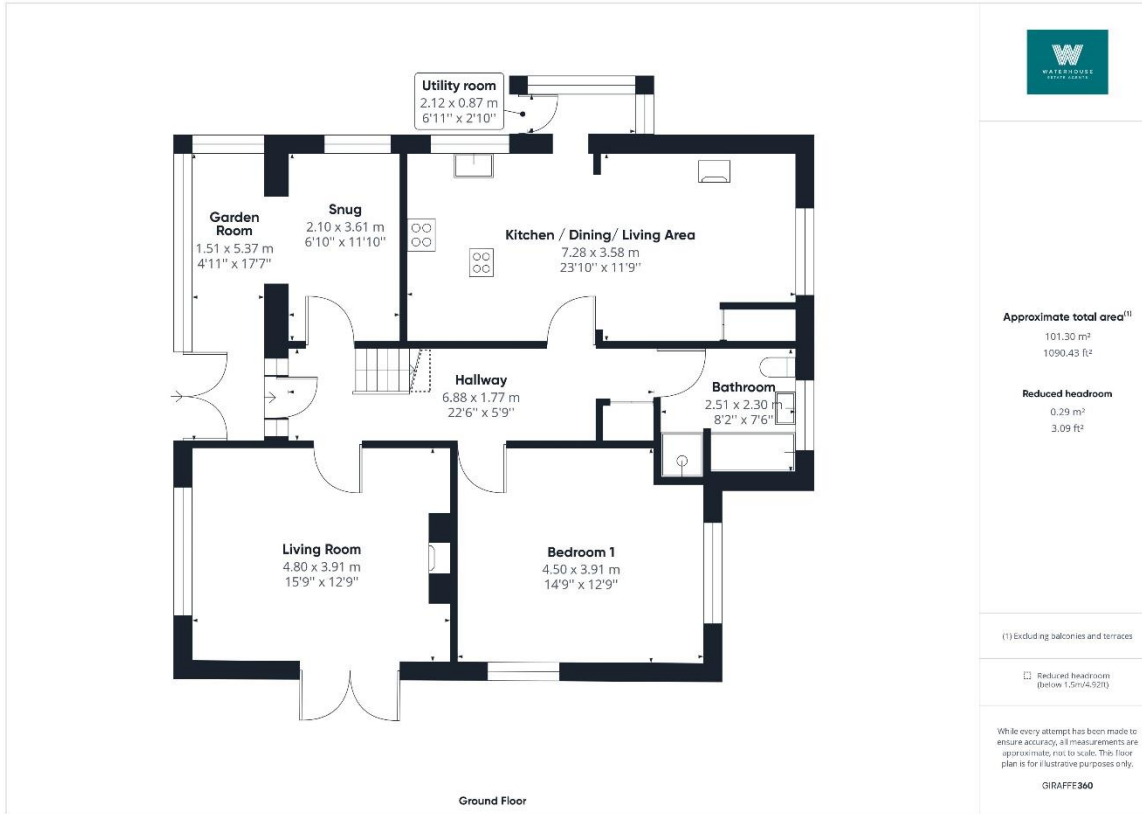 Utility room
2.12 x 0.87 m
6'11'' x 2'10''
Garden
Room
1.51 x 5.37 m
4'11'' x 17'7''
Snug
2.10 x 3.61 m
6'10'' x 11'10''
Kitchen / Dining/ Living Area
7.28 x 3.58 m
23'10'' x 11'9''
Hallway
6.88 x 1.77 m
22'6'' x 5'9''
Bathroom
2.51 x 2.30 m
8'2'' x 7'6''
Living Room
4.80 x 3.91 m
15'9'' x 12'9''
Bedroom 1
4.50 x 3.91 m
14'9'' x 12'9''
Ground Floor
W
WATERHOUSE
ESTATE AGENTS
Approximate total area(1)
101.30 m²
1090.43 ft²
Reduced headroom
0.29 m²
3.09 ft²
(1) Excluding balconies and terraces
Reduced headroom
(below 1.5m/4.92ft)
While every attempt has been made to
ensure accuracy, all measurements are
approximate, not to scale. This floor
plan is for illustrative purposes only.
GIRAFFE360